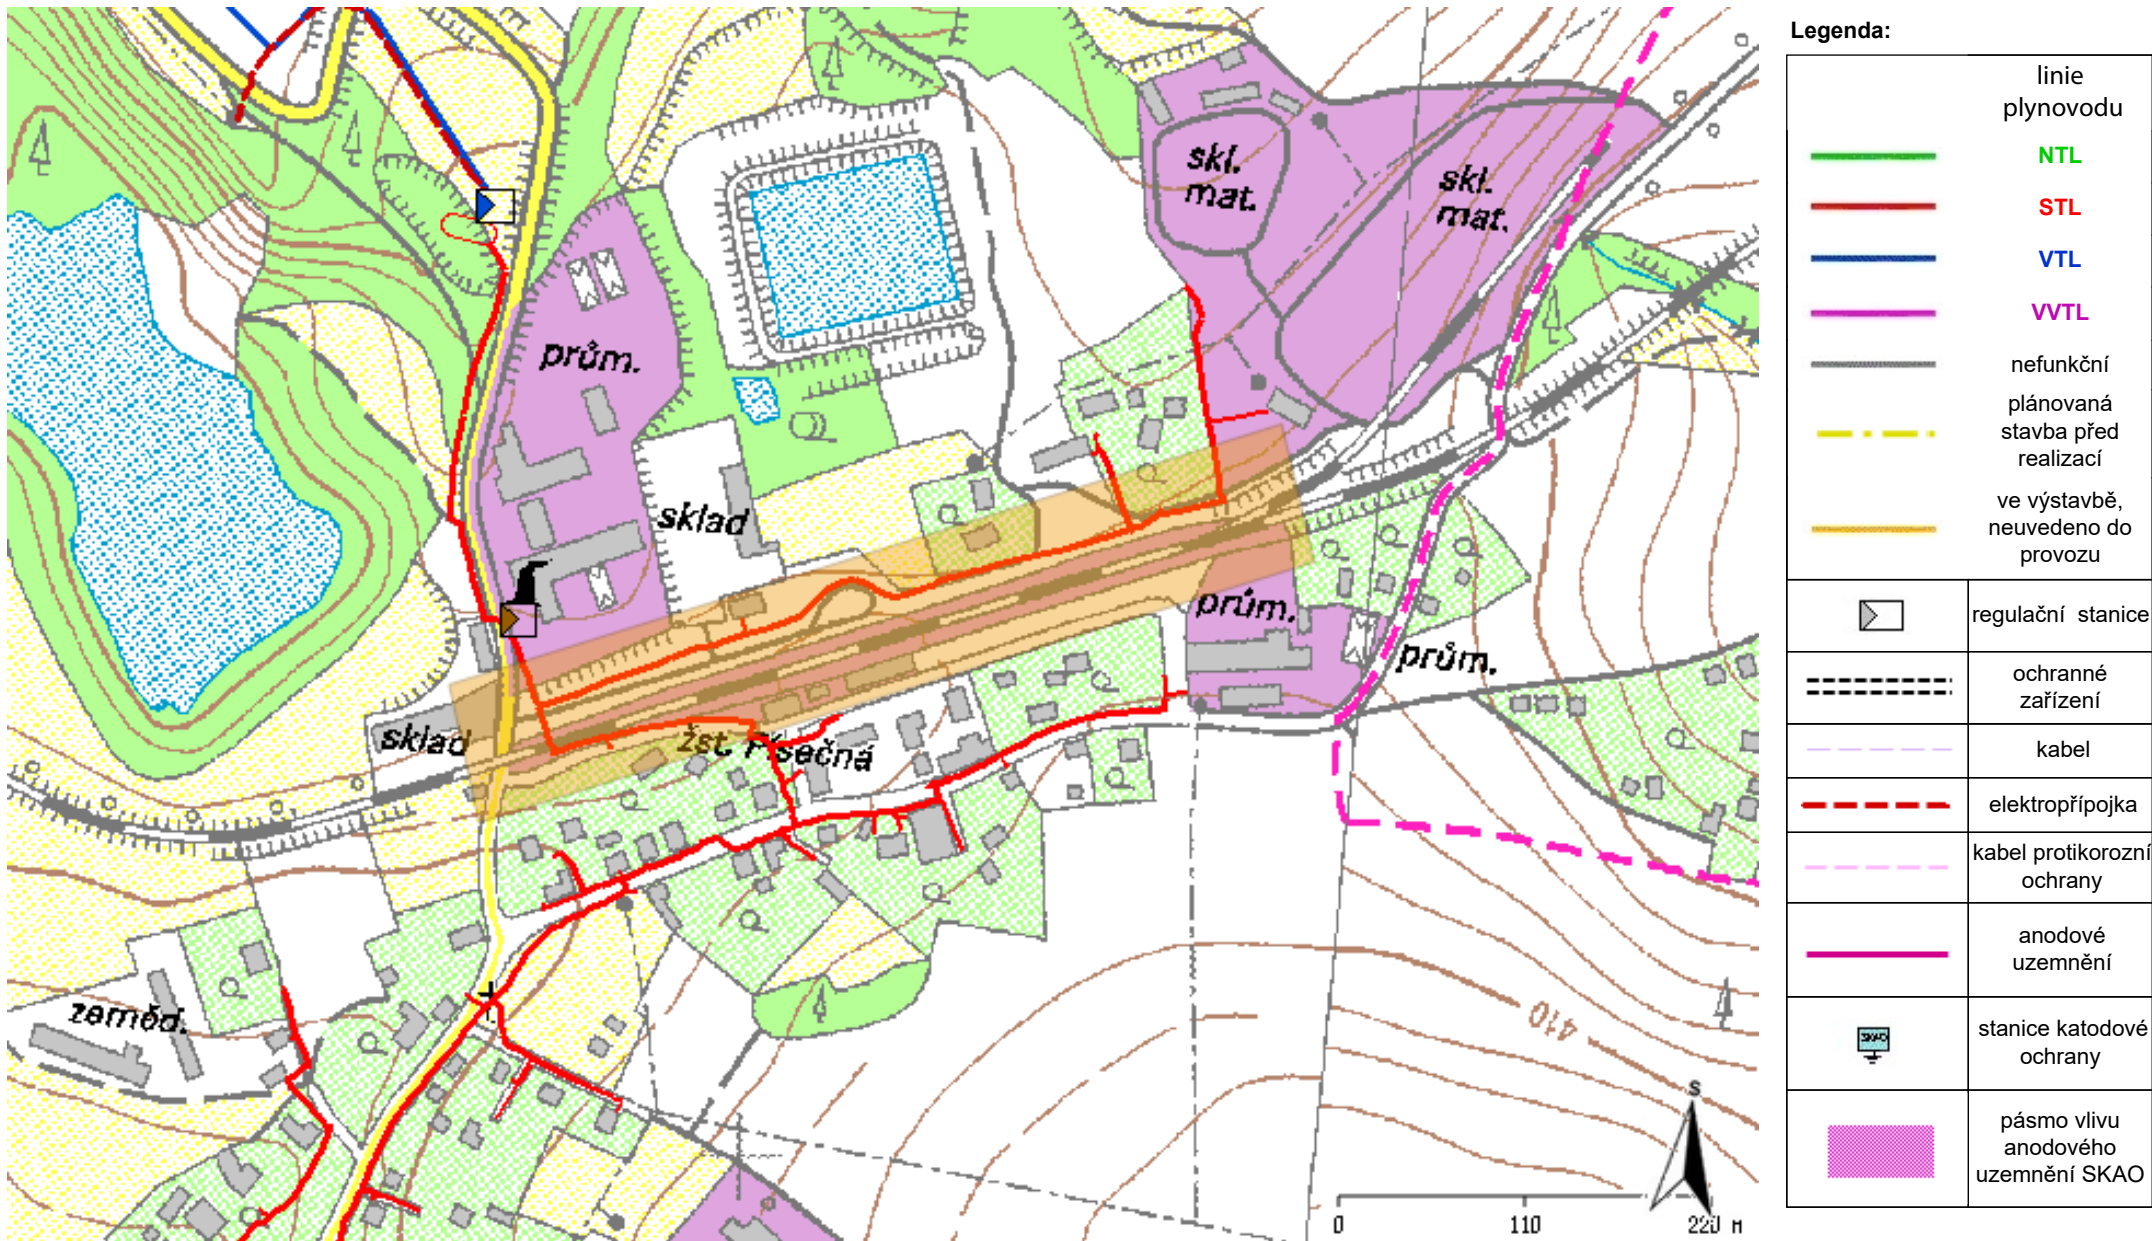 skl.
mat.
skl.
mat.
prům.
sklad
prům.
prům.
sklad
žst. Písečná
zeměd.
410
S
0
110
220 M
Legenda:
linie
plynovodu
NTL
STL
VTL
VVTL
nefunkční
plánovaná
stavba před
realizací
ve výstavbě,
neuvedeno do
provozu
regulační stanice
ochranné
zařízení
kabel
elektropřípojka
kabel protikorozní
ochrany
anodové
uzemnění
SKAO
stanice katodové
ochrany
pásmo vlivu
anodového
uzemnění SKAO